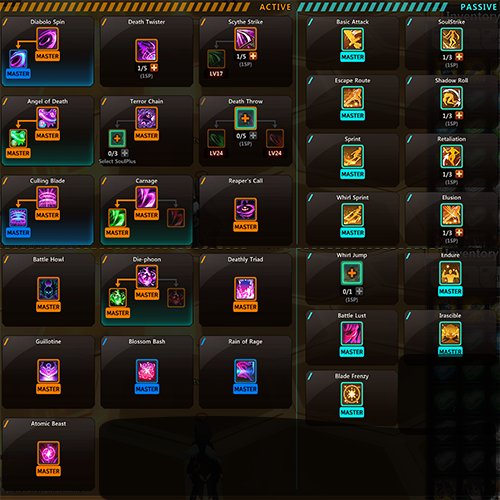 ACTIVE
PASSIVE
Diabolo Spin
MASTER
MASTER
Death Twister
1/5
(1SP)
Scythe Strike
LV17
1/5
(1SP)
Basic Attack
MASTER
SoulStrike
1/3
(1SP)
Angel of Death
MASTER
MASTER
Terror Chain
MASTER
0/3
Select SoulPlus
Death Throw
0/5
(1SP)
LV24
LV24
Escape Route
MASTER
Shadow Roll
1/3
(1SP)
Sprint
MASTER
Retaliation
1/3
(1SP)
Culling Blade
MASTER
MASTER
Carnage
MASTER
MASTER
Reaper's Call
MASTER
Whirl Sprint
MASTER
Elusion
1/3
(1SP)
Battle Howl
MASTER
Die-phoon
MASTER
MASTER
Deathly Triad
MASTER
Whirl Jump
0/1
(1SP)
Endure
MASTER
Guillotine
MASTER
Blossom Bash
MASTER
Rain of Rage
MASTER
Battle Lust
MASTER
Irascible
MASTER
Blade Frenzy
MASTER
Atomic Beast
MASTER